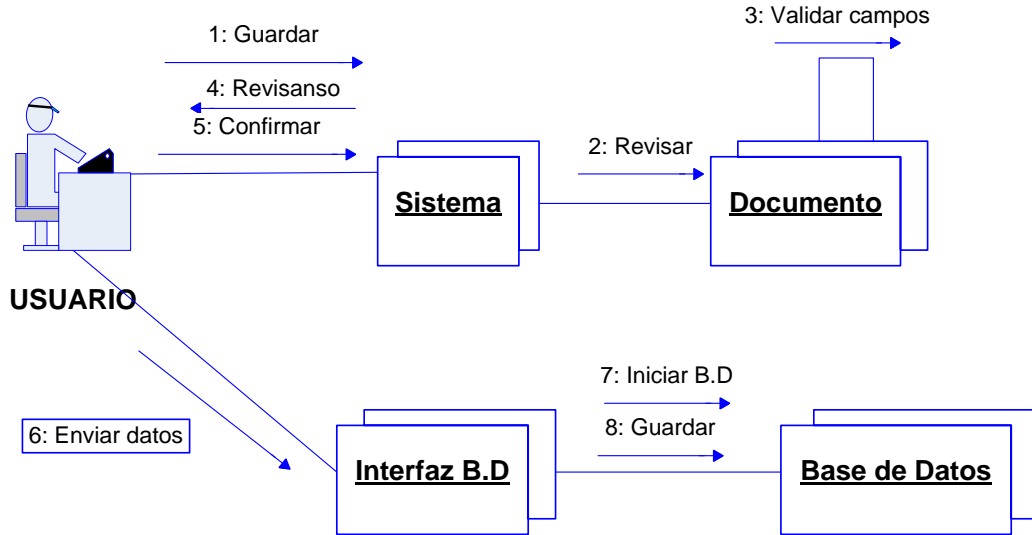 3: Validar campos
1: Guardar
4: Revisanso
5: Confirmar
2: Revisar
Sistema
Documento
USUARIO
7: Iniciar B.D
6: Enviar datos
8: Guardar
Interfaz B.D
Base de Datos